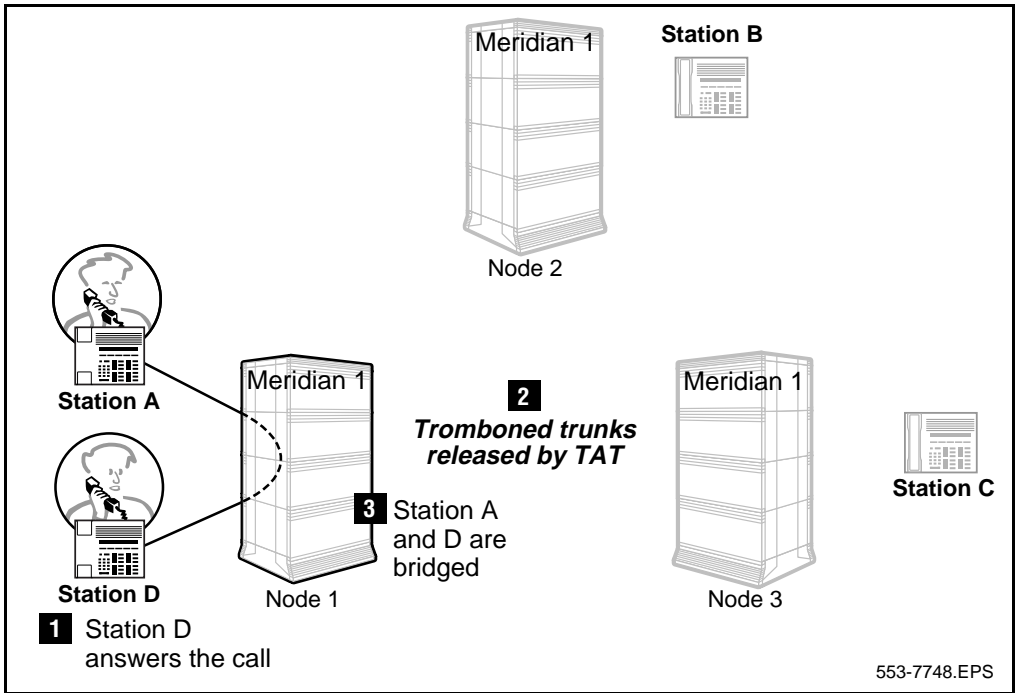 Meridian 1
Station B
Node 2
Station A
Meridian 1
2
Tromboned trunks
released by TAT
Meridian 1
Station C
3 Station A
and D are
bridged
Station D
Node 1
Node 3
1 Station D
answers the call
553-7748.EPS